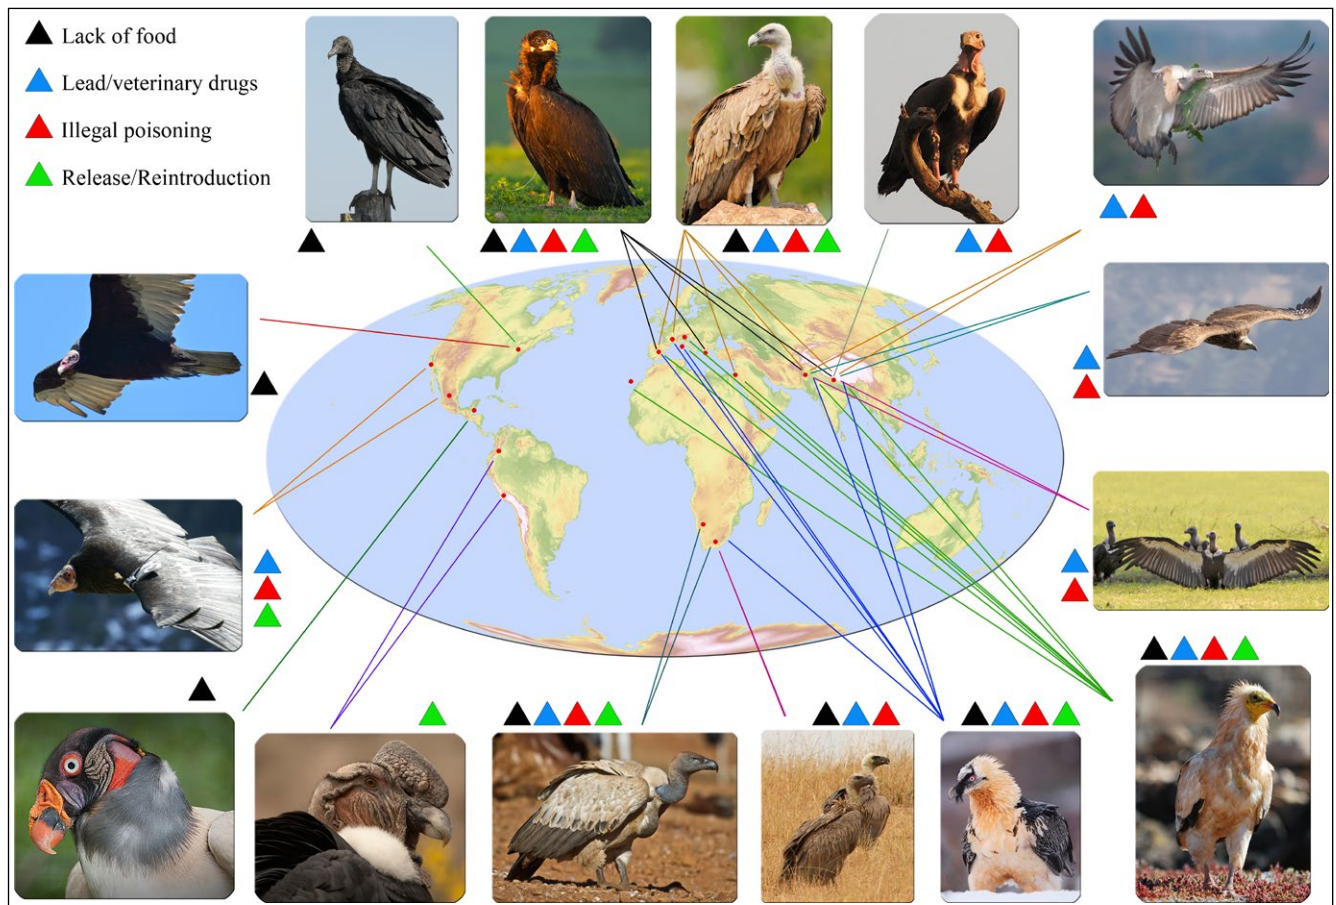 Lack of food
Lead/veterinary drugs
Illegal poisoning
Release/Reintroduction